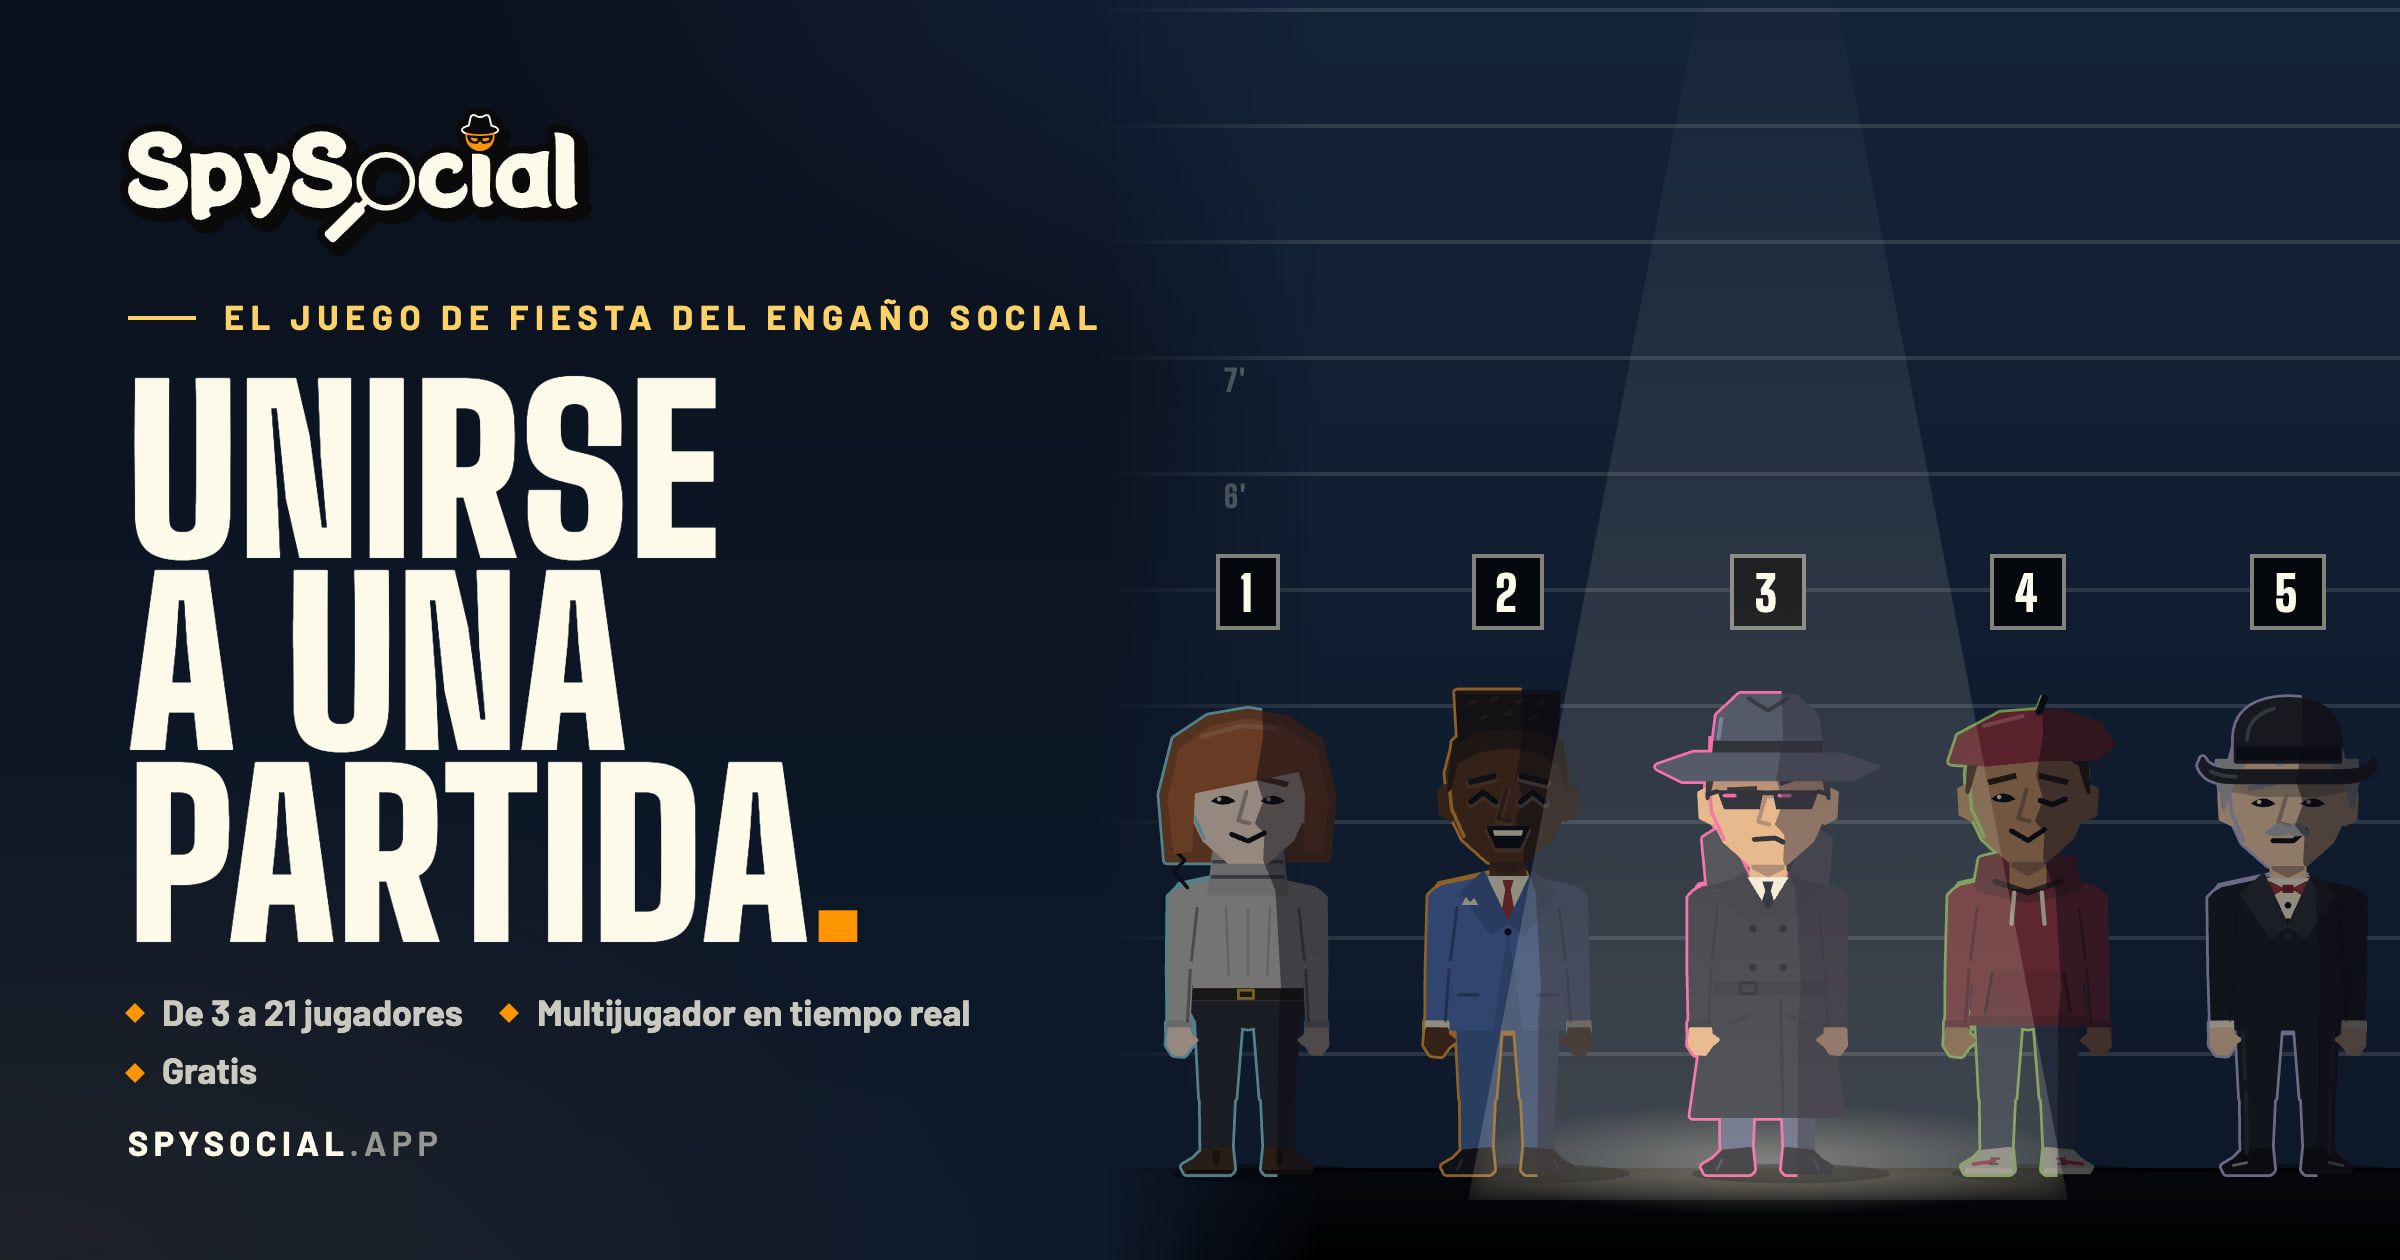 SpySocial
EL JUEGO DE FIESTA DEL ENGAÑO SOCIAL
UNIRSE
A UNA
PARTIDA.
De 3 a 21 jugadores
Multijugador en tiempo real
Gratis
SPYSOCIAL.APP
7'
6'
1
2
3
4
5